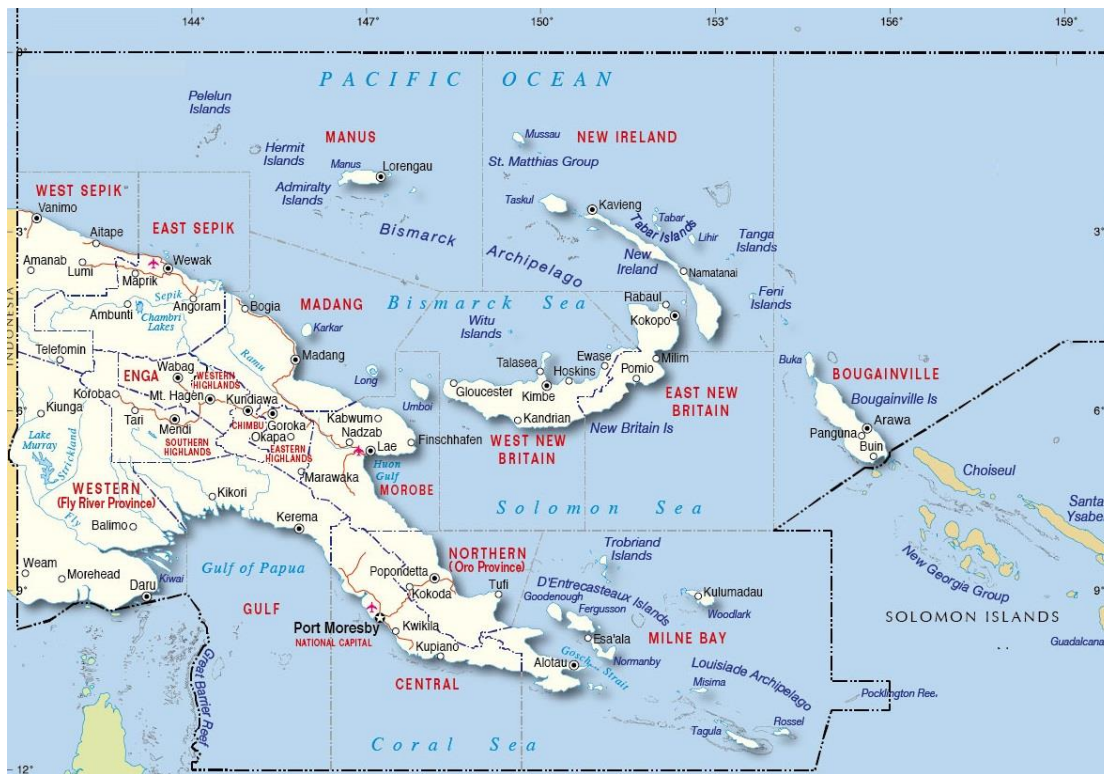 144° 147° 150° 153° 156° 159°
0°
PACIFIC OCEAN
Pelelun
Islands
MANUS
Mussau
NEW IRELAND
Hermit
Islands
Manus
Lorengau
St. Matthias Group
WEST SEPIK
Admiralty
Islands
Taskul
Kavieng
Vanimo
EAST SEPIK
Tabar
Tabar Islands
Lihir
Tanga
Islands
3°
Aitape
Bismarck
Archipelago
3°
Amanab
Lumi
Wewak
Maprik
New
Ireland
Namatanai
Sepik
Angoram
MADANG
Bismarck Sea
Rabaul
Feni
Islands
INDONESIA
Ambunti
Chambri
Lakes
Bogia
Karkar
Witu
Islands
Kokopo
Telefomin
Ramu
Madang
Talasea
Ewase
Milim
Buka
ENGA
Wabag
WESTERN
HIGHLANDS
Long
Hoskins
Pomio
BOUGAINVILLE
Koroba
Mt. Hagen
Kundiawa
Umboi
Gloucester
Kimbe
EAST NEW
BRITAIN
Bougainville Is
6°
Kiunga
Tari
Mendi
CHIMBU
Goroka
Kabwum
Kandrian
New Britain Is
Arawa
6°
Lake
Murray
Strickland
SOUTHERN
HIGHLANDS
Okapa
EASTERN
HIGHLANDS
Nadzab
Lae
Finschhafen
WEST NEW
BRITAIN
Panguna
Buin
Huon
Gulf
Marawaka
MOROBE
Choiseul
WESTERN
(Fly River Province)
Kikori
Solomon Sea
Santa
Ysabel
Fly
Balimo
Kerema
Weam
Morehead
Kiwai
Daru
Gulf of Papua
NORTHERN
(Oro Province)
Trobriand
Islands
New Georgia Group
Popondetta
Tufi
D'Entrecasteaux Islands
Goodenough
Fergusson
Kulumadau
Woodlark
9°
GULF
Kokoda
SOLOMON ISLANDS
Port Moresby
NATIONAL CAPITAL
Kwikila
Esa'ala
MILNE BAY
Guadalcanal
Great Barrier Reef
Kupiano
Alotau
Gosch. Strait
Normanby
CENTRAL
Louisiade Archipelago
Misima
Pocklington Ree.
Tagula
Rossel
Coral Sea
12°